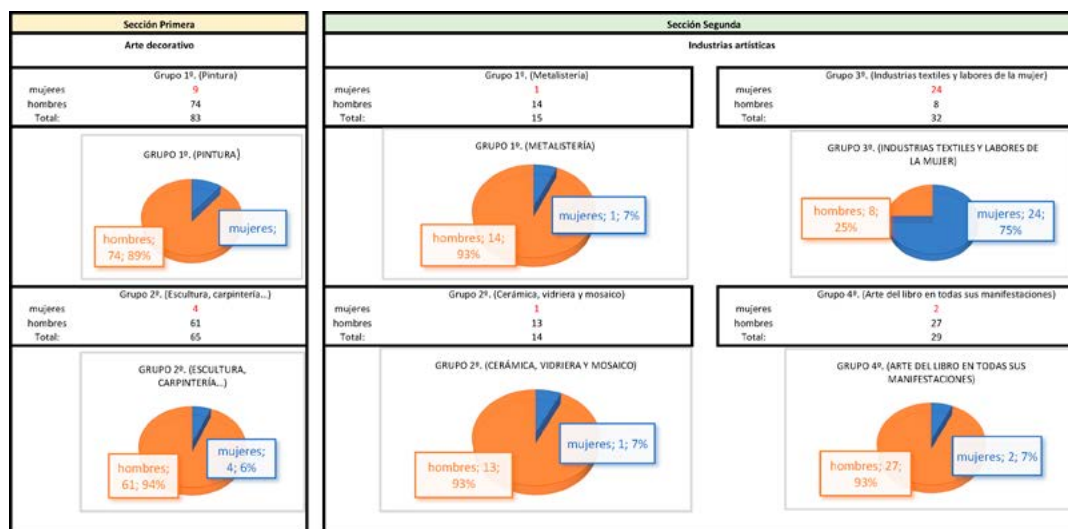 Sección Primera
Arte decorativo
Grupo 1º. (Pintura)
mujeres 9
hombres 74
Total: 83
GRUPO 1º. (PINTURA)
mujeres;
hombres;
74; 89%
Grupo 2º. (Escultura, carpintería...)
mujeres 4
hombres 61
Total: 65
GRUPO 2º. (ESCULTURA,
CARPINTERÍA...)
mujeres;
4; 6%
hombres;
61; 94%
Sección Segunda
Industrias artísticas
Grupo 1º. (Metalistería)
mujeres 1
hombres 14
Total: 15
GRUPO 1º. (METALISTERÍA)
mujeres; 1; 7%
hombres; 14;
93%
Grupo 3º. (Industrias textiles y labores de la mujer)
mujeres 24
hombres 8
Total: 32
GRUPO 3º. (INDUSTRIAS TEXTILES Y LABORES DE
LA MUJER)
hombres; 8;
25%
mujeres; 24;
75%
Grupo 2º. (Cerámica, vidriera y mosaico)
mujeres 1
hombres 13
Total: 14
GRUPO 2º. (CERÁMICA, VIDRIERA Y MOSAICO)
mujeres; 1; 7%
hombres; 13;
93%
Grupo 4º. (Arte del libro en todas sus manifestaciones)
mujeres 2
hombres 27
Total: 29
GRUPO 4º. (ARTE DEL LIBRO EN TODAS SUS
MANIFESTACIONES)
mujeres; 2; 7%
hombres; 27;
93%